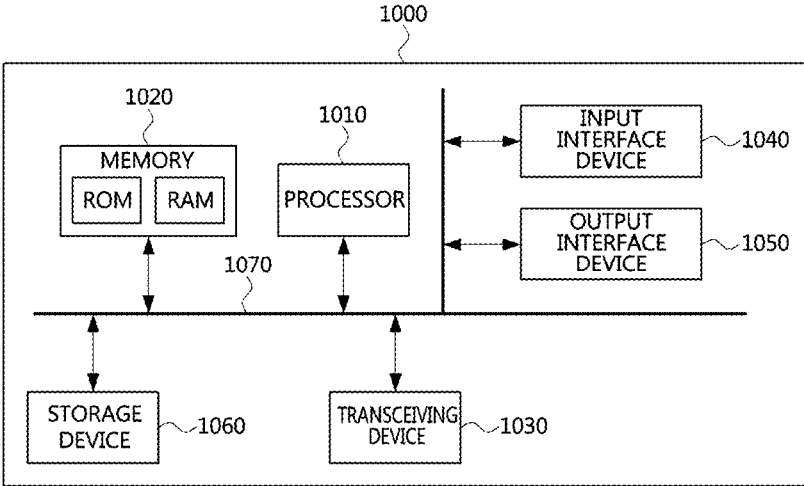 1000
1020
MEMORY
ROM
RAM
1010
PROCESSOR
INPUT
INTERFACE
DEVICE
1040
OUTPUT
INTERFACE
DEVICE
1050
1070
STORAGE
DEVICE
1060
TRANSCEIVING
DEVICE
1030